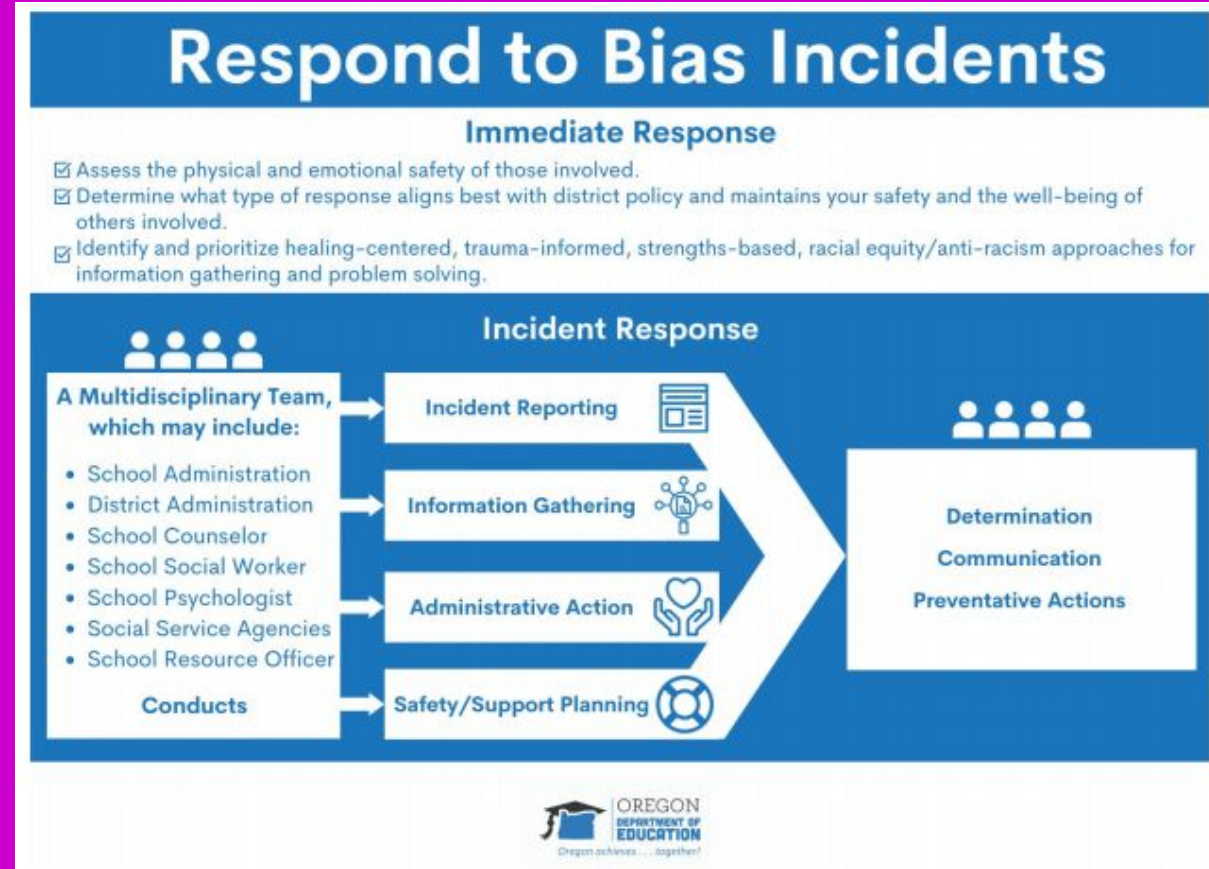 Respond to Bias Incidents
Immediate Response
Assess the physical and emotional safety of those involved.
Determine what type of response aligns best with district policy and maintains your safety and the well-being of
others involved.
Identify and prioritize healing-centered, trauma-informed, strengths-based, racial equity/anti-racism approaches for
information gathering and problem solving.
Incident Response
A Multidisciplinary Team,
which may include:
• School Administration
• District Administration
• School Counselor
• School Social Worker
• School Psychologist
• Social Service Agencies
• School Resource Officer
Conducts
Incident Reporting
Information Gathering
Administrative Action
Safety/Support Planning
Determination
Communication
Preventative Actions
OREGON
DEPARTMENT OF
EDUCATION
Oregon achieves . . . together!